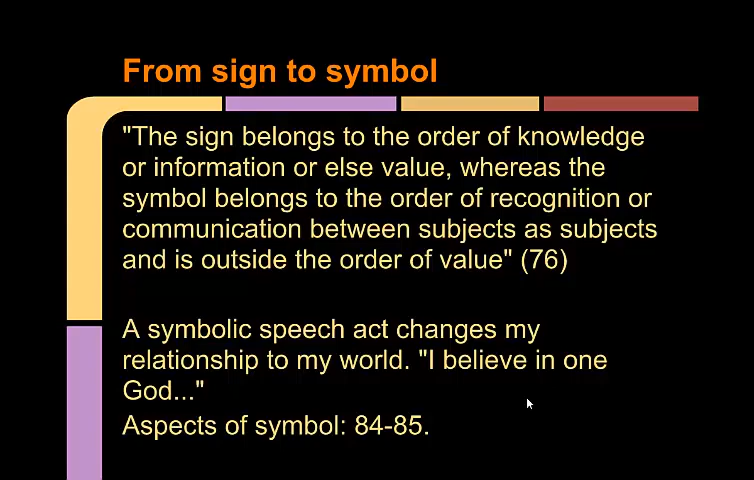 From sign to symbol
"The sign belongs to the order of knowledge
or information or else value, whereas the
symbol belongs to the order of recognition or
communication between subjects as subjects
and is outside the order of value" (76)
A symbolic speech act changes my
relationship to my world. "I believe in one
God..."
Aspects of symbol: 84-85.